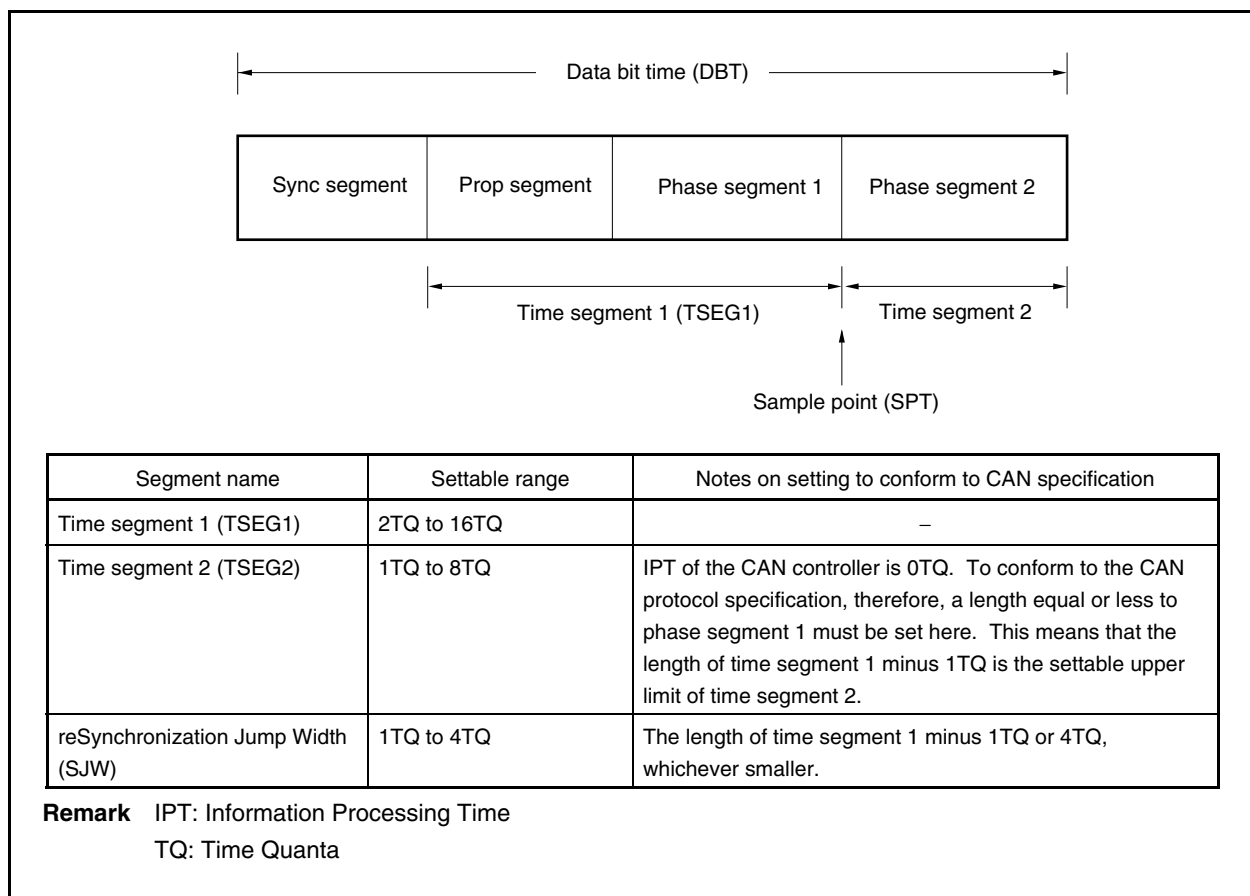 Data bit time (DBT)
Sync segment
Prop segment
Phase segment 1
Phase segment 2
Time segment 1 (TSEG1)
Time segment 2
Sample point (SPT)
Segment name
Settable range
Notes on setting to conform to CAN specification
Time segment 1 (TSEG1)
2TQ to 16TQ
–
Time segment 2 (TSEG2)
1TQ to 8TQ
IPT of the CAN controller is 0TQ. To conform to the CAN
protocol specification, therefore, a length equal or less to
phase segment 1 must be set here. This means that the
length of time segment 1 minus 1TQ is the settable upper
limit of time segment 2.
reSynchronization Jump Width
(SJW)
1TQ to 4TQ
The length of time segment 1 minus 1TQ or 4TQ,
whichever smaller.
Remark IPT: Information Processing Time
TQ: Time Quanta